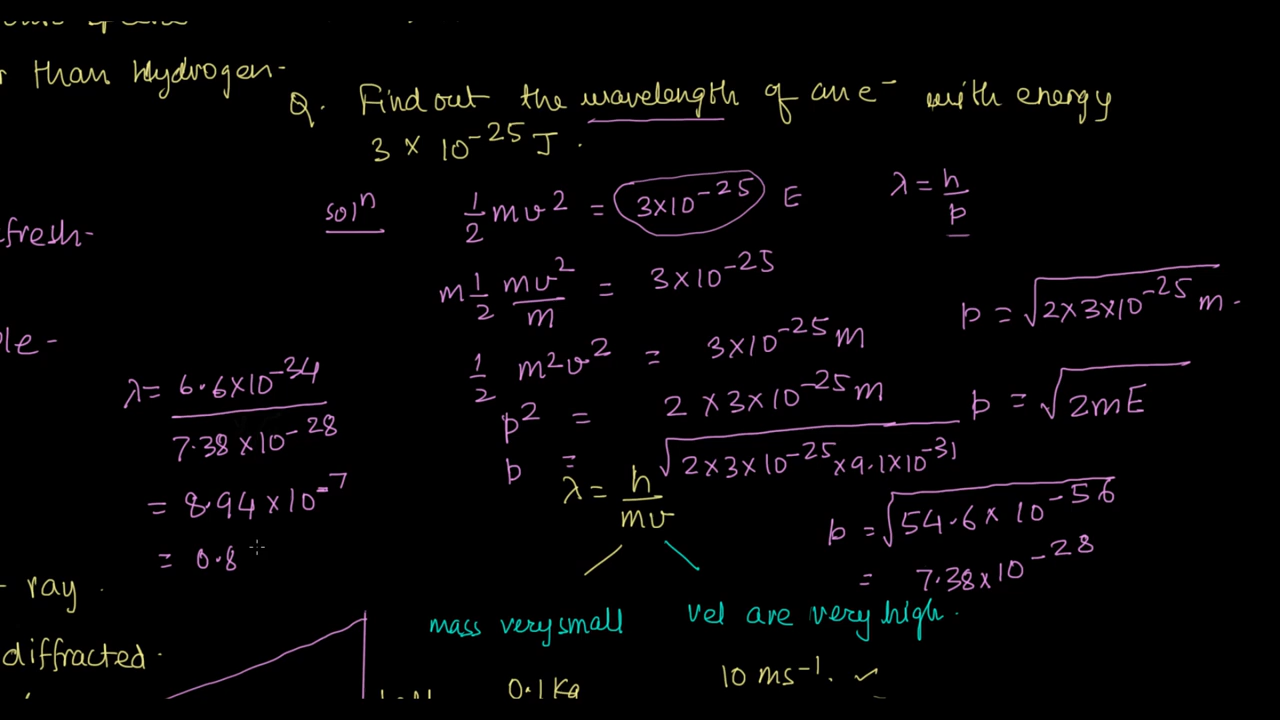 than Hydrogen-
Q. Find out the wavelength of an e⁻ with energy
3 × 10⁻²⁵ J.
fresh-
solⁿ
½ mv² = 3×10⁻²⁵ E
λ = h/p
m ½ mv²/m = 3×10⁻²⁵
½ m²v² = 3×10⁻²⁵ m
p² = 2 × 3×10⁻²⁵ m
p = √(2×3×10⁻²⁵ × 9.1×10⁻³¹)
p = √(2×3×10⁻²⁵ m) .
p = √(2mE)
p = √(54.6 × 10⁻⁵⁶)
= 7.38×10⁻²⁸
λ = 6.6×10⁻³⁴ / 7.38×10⁻²⁸
= 8.94×10⁻⁷
= 0.8
λ = h/mv
mass very small
vel are very high.
0.1 Kg
10 ms⁻¹. ✓
- ray .
diffracted-